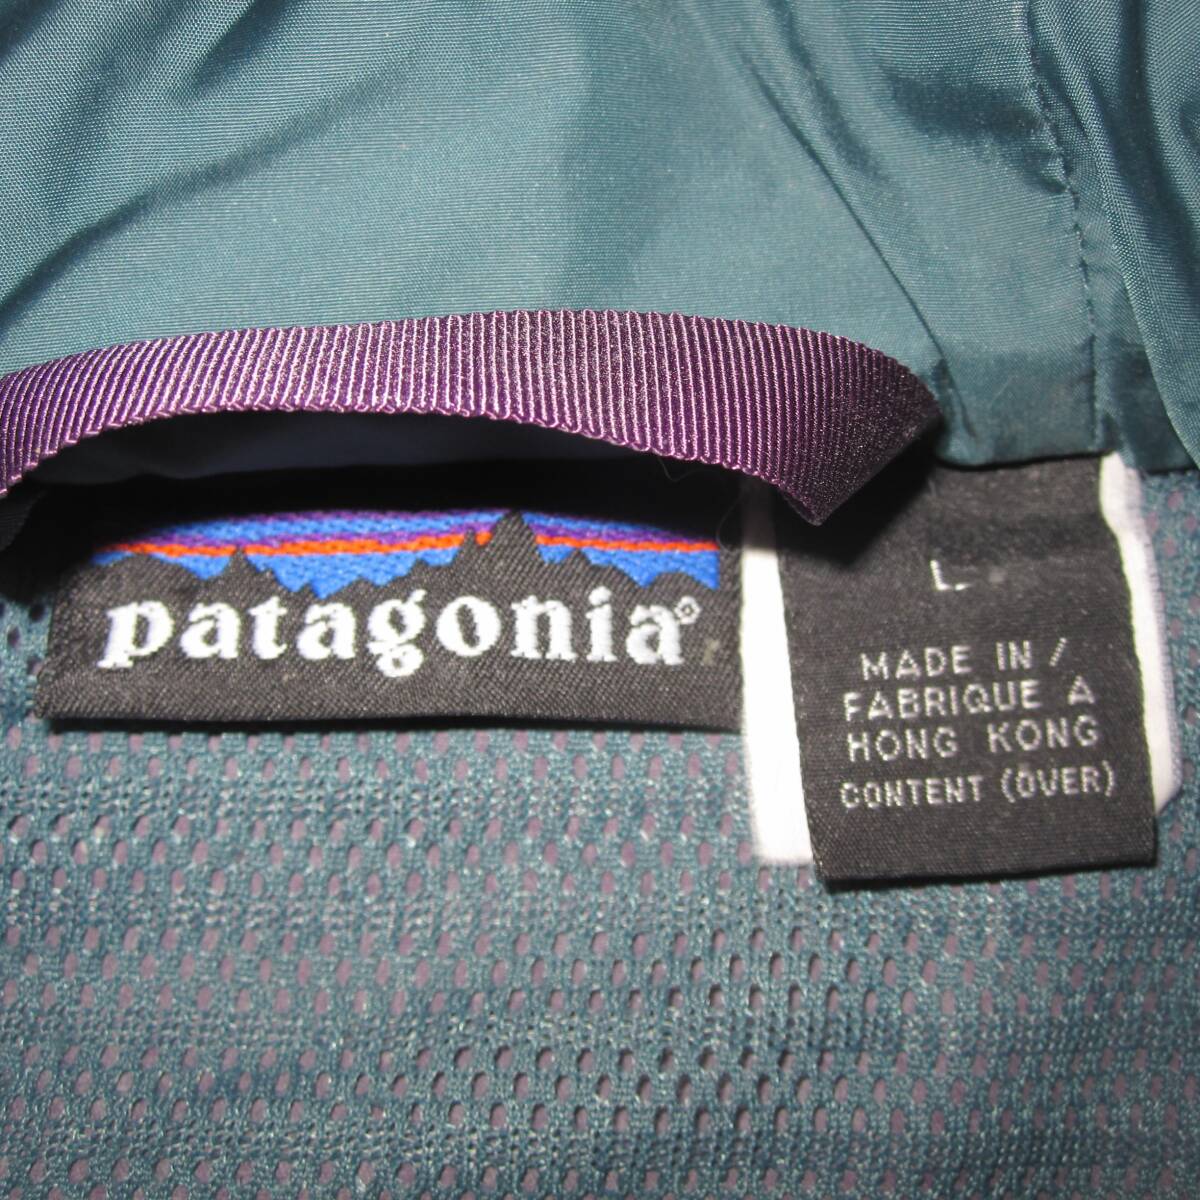 patagonia®
L
MADE IN /
FABRIQUE A
HONG KONG
CONTENT (OVER)